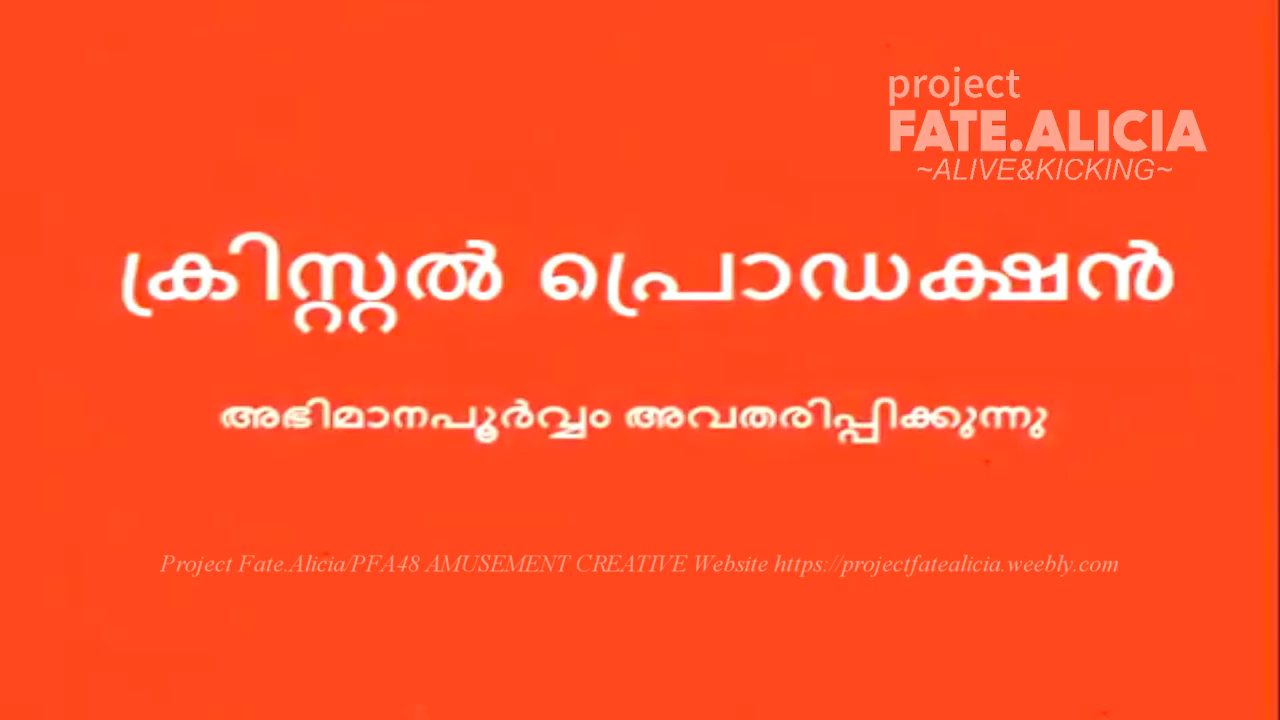 project
FATE.ALICIA
~ALIVE&KICKING~
ക്രിസ്റ്റൽ പ്രൊഡക്ഷൻ
അഭിമാനപൂർവ്വം അവതരിപ്പിക്കുന്നു
Project Fate.Alicia/PFA48 AMUSEMENT CREATIVE Website https://projectfatealicia.weebly.com